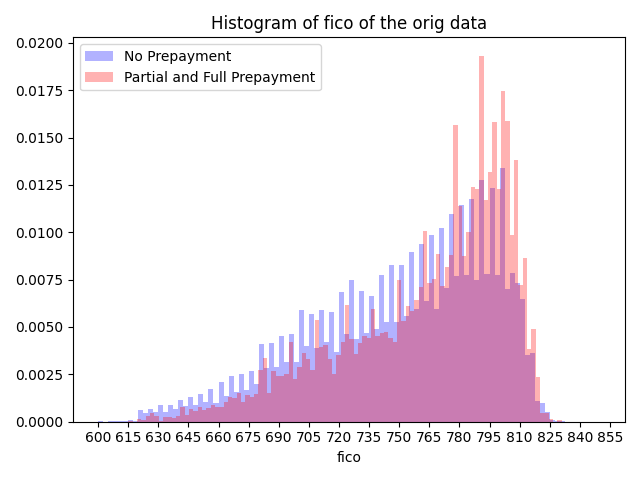 Histogram of fico of the orig data
No Prepayment
Partial and Full Prepayment
0.0200
0.0175
0.0150
0.0125
0.0100
0.0075
0.0050
0.0025
0.0000
600 615 630 645 660 675 690 705 720 735 750 765 780 795 810 825 840 855
fico